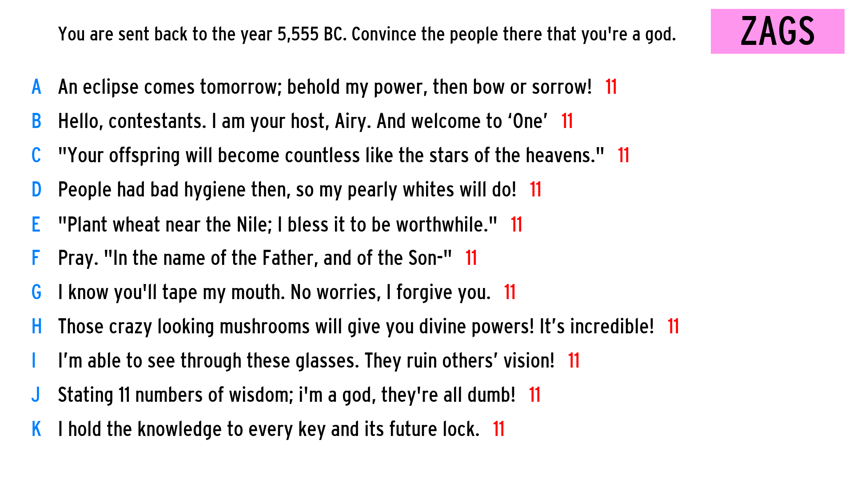 You are sent back to the year 5,555 BC. Convince the people there that you're a god.
ZAGS
A An eclipse comes tomorrow; behold my power, then bow or sorrow! 11
B Hello, contestants. I am your host, Airy. And welcome to ‘One’ 11
C "Your offspring will become countless like the stars of the heavens." 11
D People had bad hygiene then, so my pearly whites will do! 11
E "Plant wheat near the Nile; I bless it to be worthwhile." 11
F Pray. "In the name of the Father, and of the Son-" 11
G I know you'll tape my mouth. No worries, I forgive you. 11
H Those crazy looking mushrooms will give you divine powers! It’s incredible! 11
I I’m able to see through these glasses. They ruin others’ vision! 11
J Stating 11 numbers of wisdom; i'm a god, they're all dumb! 11
K I hold the knowledge to every key and its future lock. 11